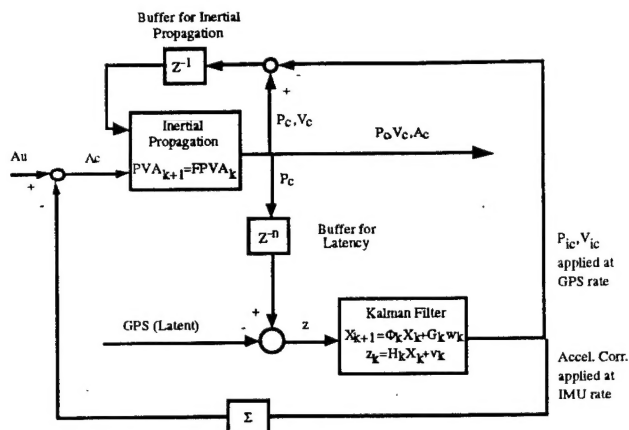 Buffer for Inertial
Propagation
Z-1
-
+
Pc,Vc
Inertial
Propagation
PVAk+1=FPVAk
Pc,Vc,Ac
Au
+
-
Ac
Pc
Z-n
Buffer for
Latency
Pic,Vic
applied at
GPS rate
GPS (Latent)
+
-
z
Kalman Filter
Xk+1=ΦkXk+Gkwk
zk=HkXk+vk
Accel. Corr.
applied at
IMU rate
Σ